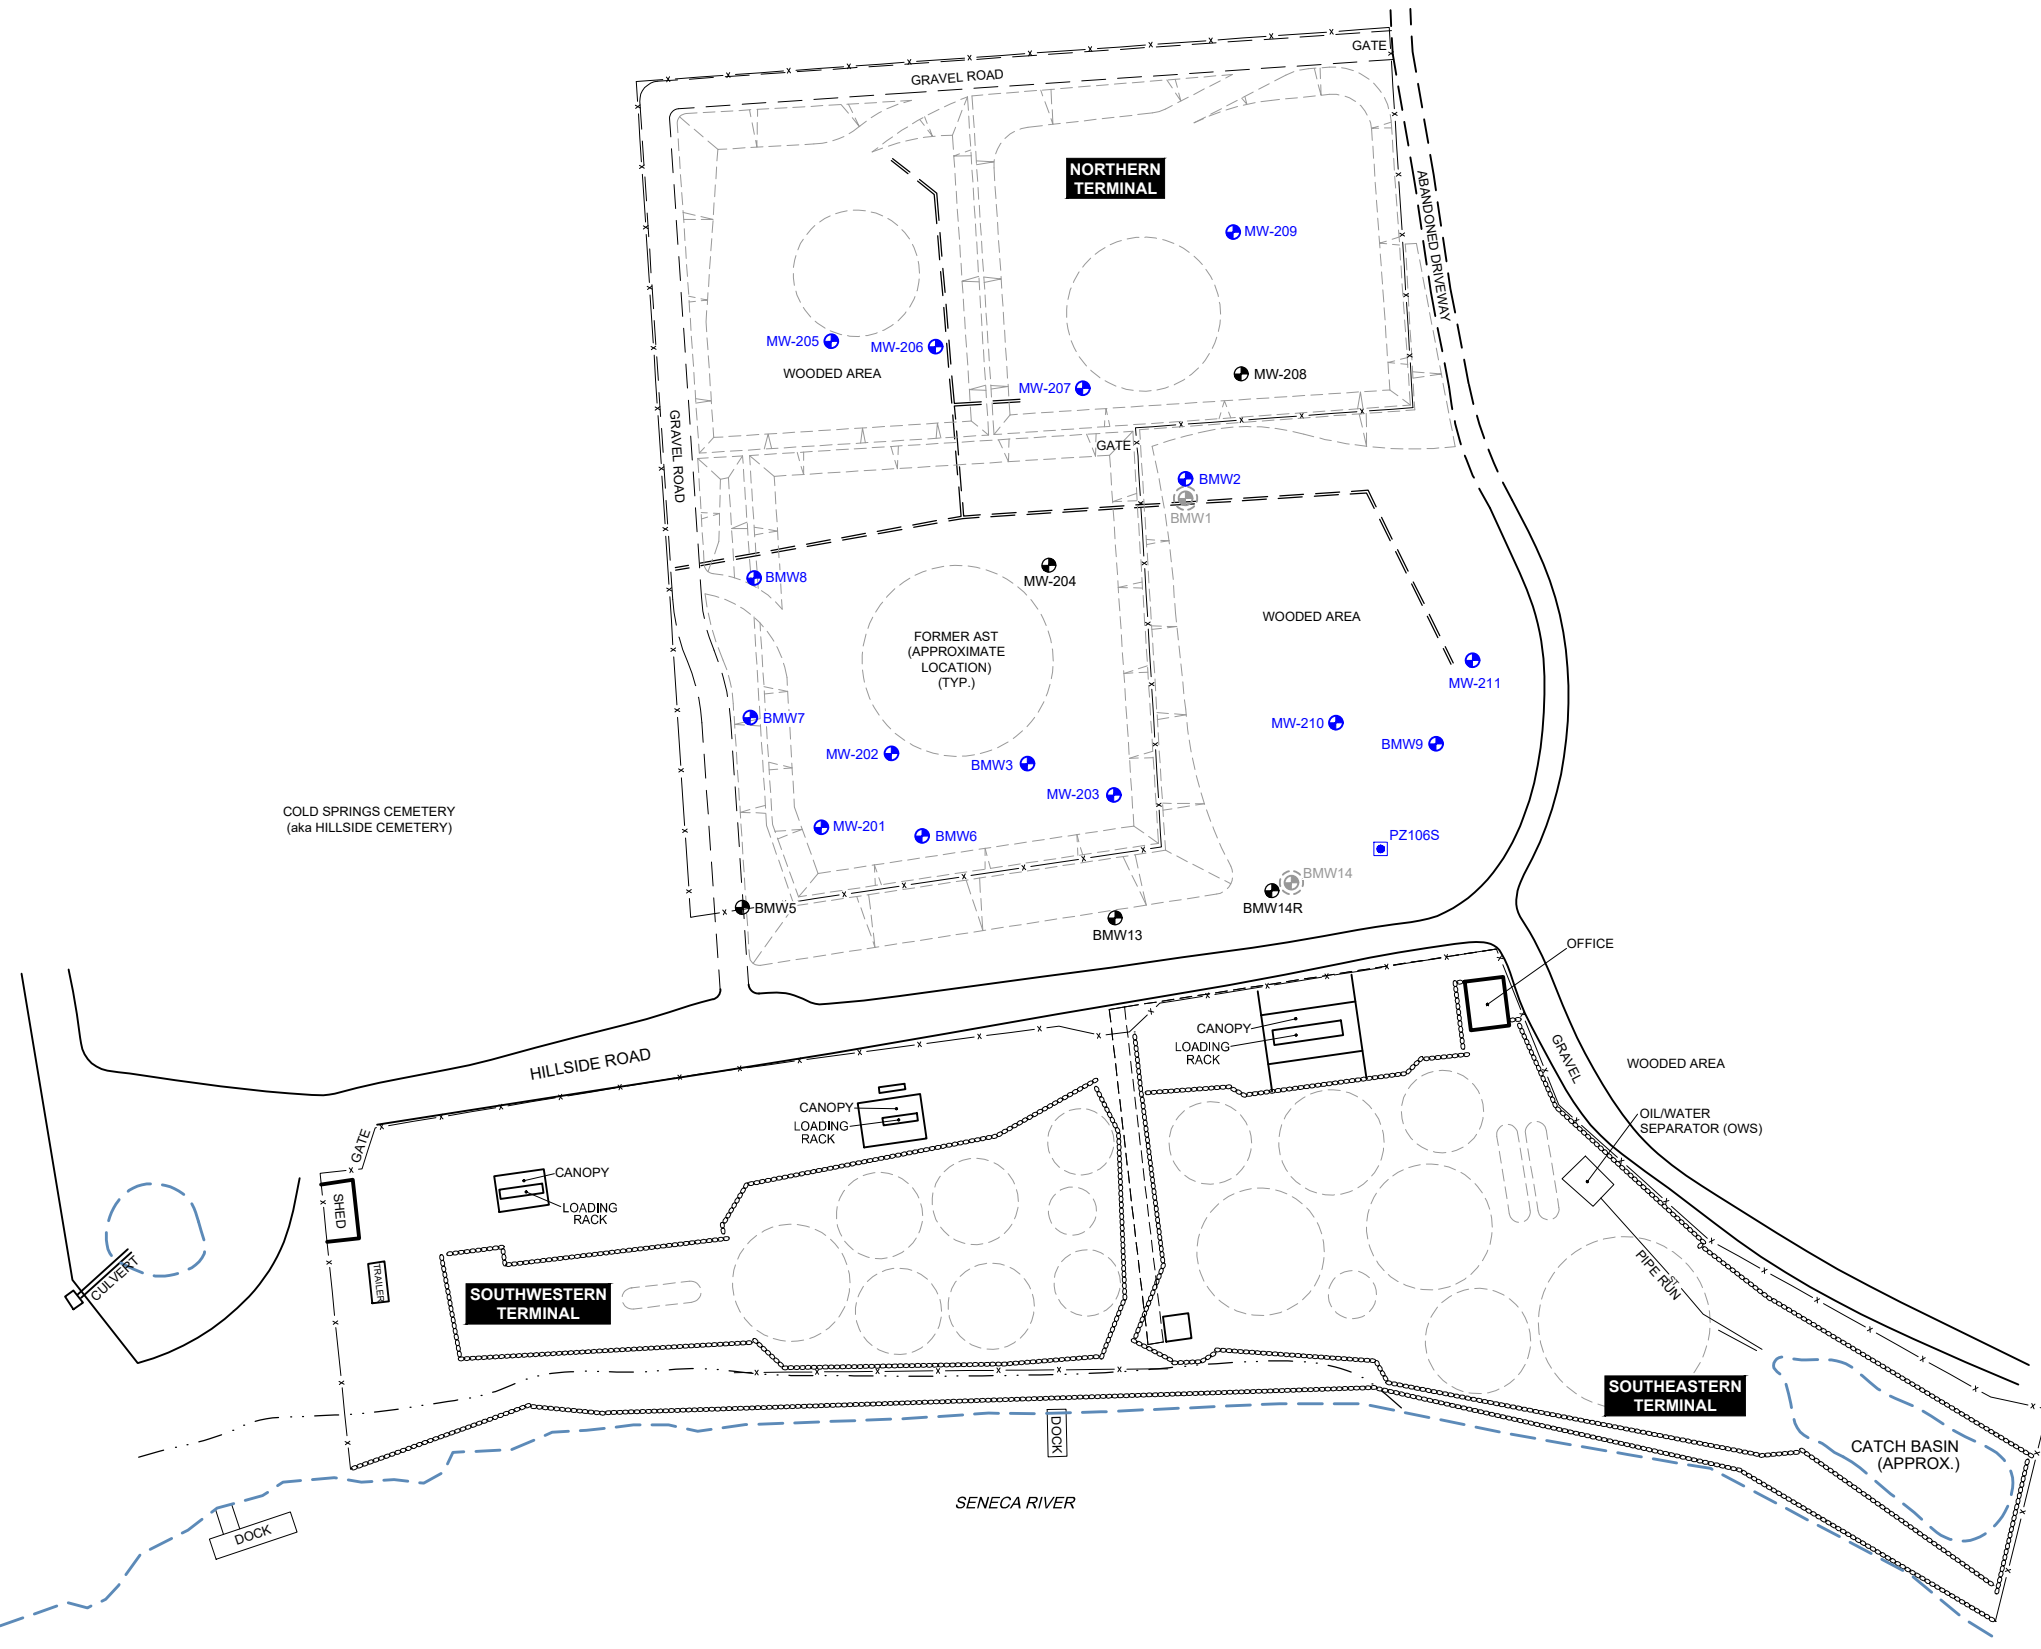 GATE
GRAVEL ROAD
NORTHERN
TERMINAL
ABANDONED DRIVEWAY
MW-209
MW-205
MW-206
WOODED AREA
MW-207
MW-208
GRAVEL ROAD
GATE
BMW2
BMW1
BMW8
MW-204
WOODED AREA
FORMER AST
(APPROXIMATE
LOCATION)
(TYP.)
MW-211
BMW7
MW-210
BMW9
MW-202
BMW3
MW-203
COLD SPRINGS CEMETERY
(aka HILLSIDE CEMETERY)
MW-201
BMW6
PZ106S
BMW14
BMW5
BMW14R
BMW13
OFFICE
CANOPY
LOADING
RACK
HILLSIDE ROAD
GRAVEL
WOODED AREA
CANOPY
LOADING
RACK
OIL/WATER
SEPARATOR (OWS)
GATE
CANOPY
LOADING
RACK
SHED
CULVERT
TRAILER
PIPE RUN
ST
SOUTHWESTERN
TERMINAL
SOUTHEASTERN
TERMINAL
DOCK
CATCH BASIN
(APPROX.)
SENECA RIVER
DOCK